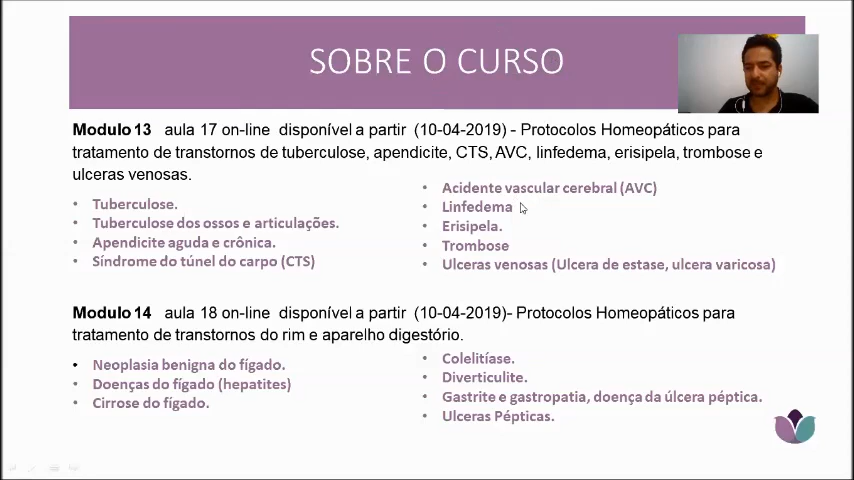 SOBRE O CURSO
Modulo 13 aula 17 on-line disponível a partir (10-04-2019) - Protocolos Homeopáticos para
tratamento de transtornos de tuberculose, apendicite, CTS, AVC, linfedema, erisipela, trombose e
ulceras venosas.
• Tuberculose.
• Tuberculose dos ossos e articulações.
• Apendicite aguda e crônica.
• Síndrome do túnel do carpo (CTS)
• Acidente vascular cerebral (AVC)
• Linfedema
• Erisipela.
• Trombose
• Ulceras venosas (Ulcera de estase, ulcera varicosa)
Modulo 14 aula 18 on-line disponível a partir (10-04-2019)- Protocolos Homeopáticos para
tratamento de transtornos do rim e aparelho digestório.
• Neoplasia benigna do fígado.
• Doenças do fígado (hepatites)
• Cirrose do fígado.
• Colelitíase.
• Diverticulite.
• Gastrite e gastropatia, doença da úlcera péptica.
• Ulceras Pépticas.